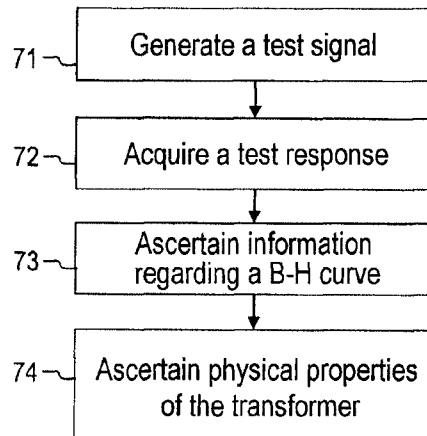 71 Generate a test signal
72 Acquire a test response
73 Ascertain information
regarding a B-H curve
74 Ascertain physical properties
of the transformer